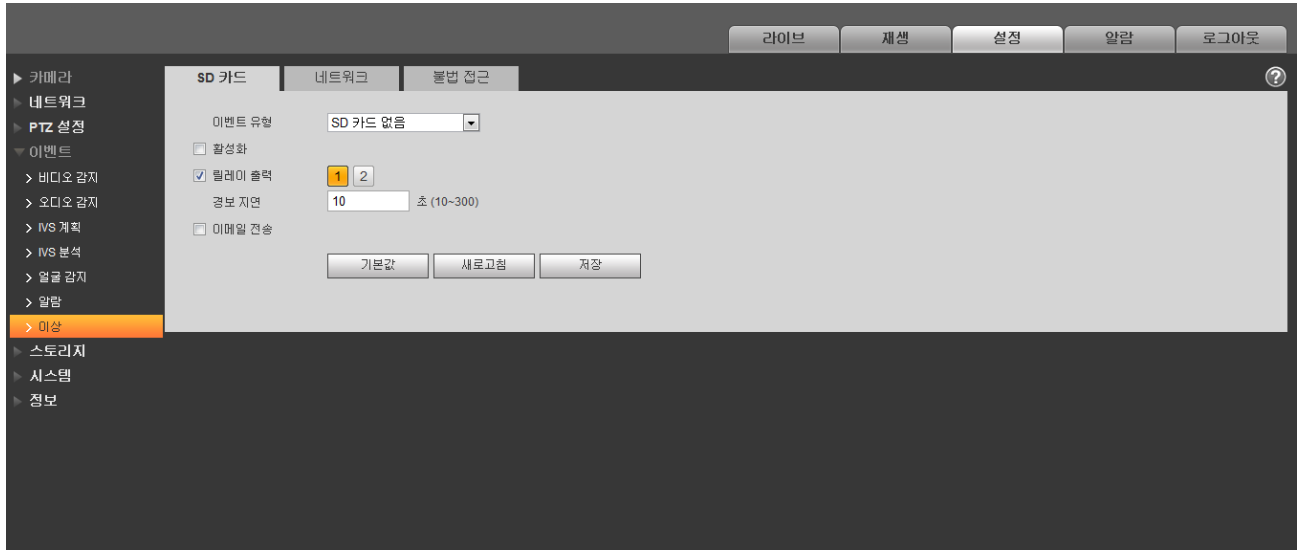 라이브 재생 설정 알람 로그아웃
카메라
네트워크
PTZ 설정
이벤트
비디오 감지
오디오 감지
IVS 계획
IVS 분석
얼굴 감지
알람
이상
스토리지
시스템
정보
SD 카드 네트워크 불법 접근
?
이벤트 유형 SD 카드 없음
활성화
릴레이 출력 1 2
경보 지연 10 초 (10~300)
이메일 전송
기본값 새로고침 저장